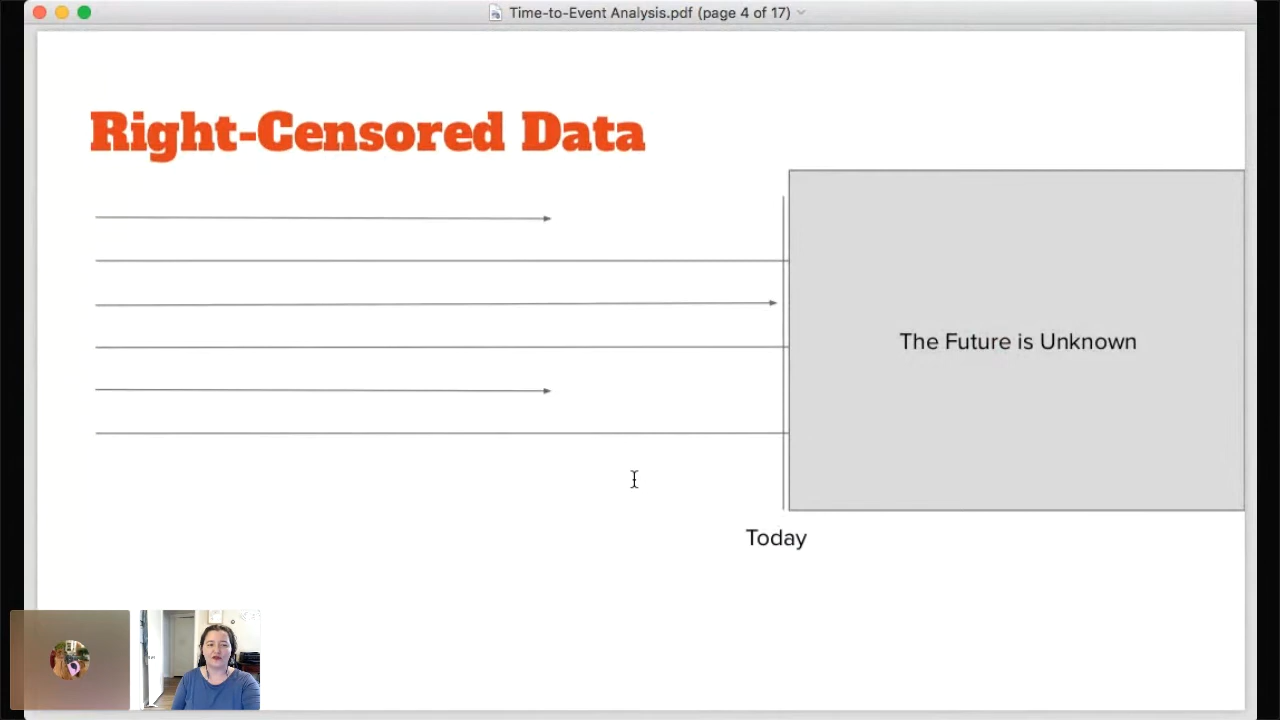 Time-to-Event Analysis.pdf (page 4 of 17)
Right-Censored Data
The Future is Unknown
Today